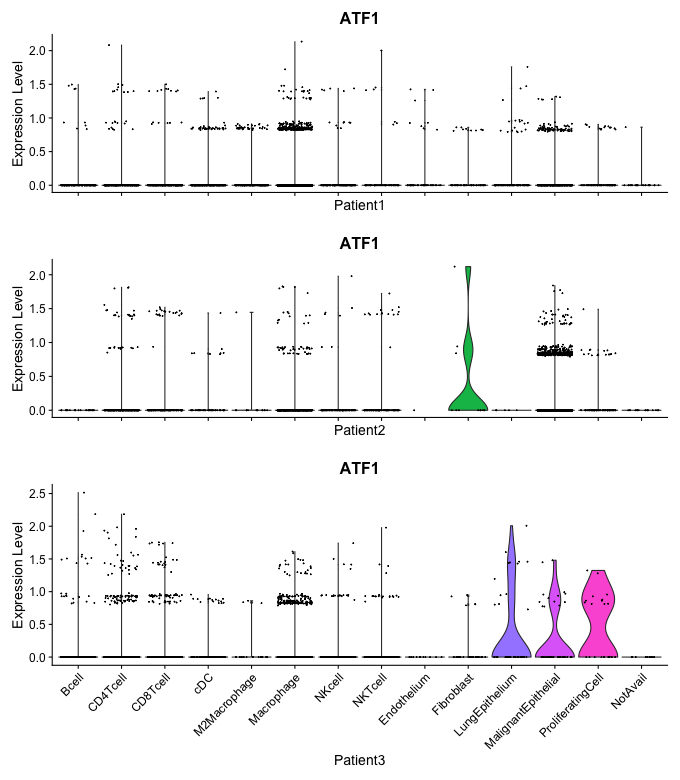 ATF1
Expression Level
2.0
1.5
1.0
0.5
0.0
Patient1
ATF1
Expression Level
2.0
1.5
1.0
0.5
0.0
Patient2
ATF1
Expression Level
2.5
2.0
1.5
1.0
0.5
0.0
Bcell
CD4Tcell
CD8Tcell
cDC
M2Macrophage
Macrophage
NKcell
NKTcell
Endothelium
Fibroblast
LungEpithelium
MalignantEpithelial
ProliferatingCell
NotAvail
Patient3